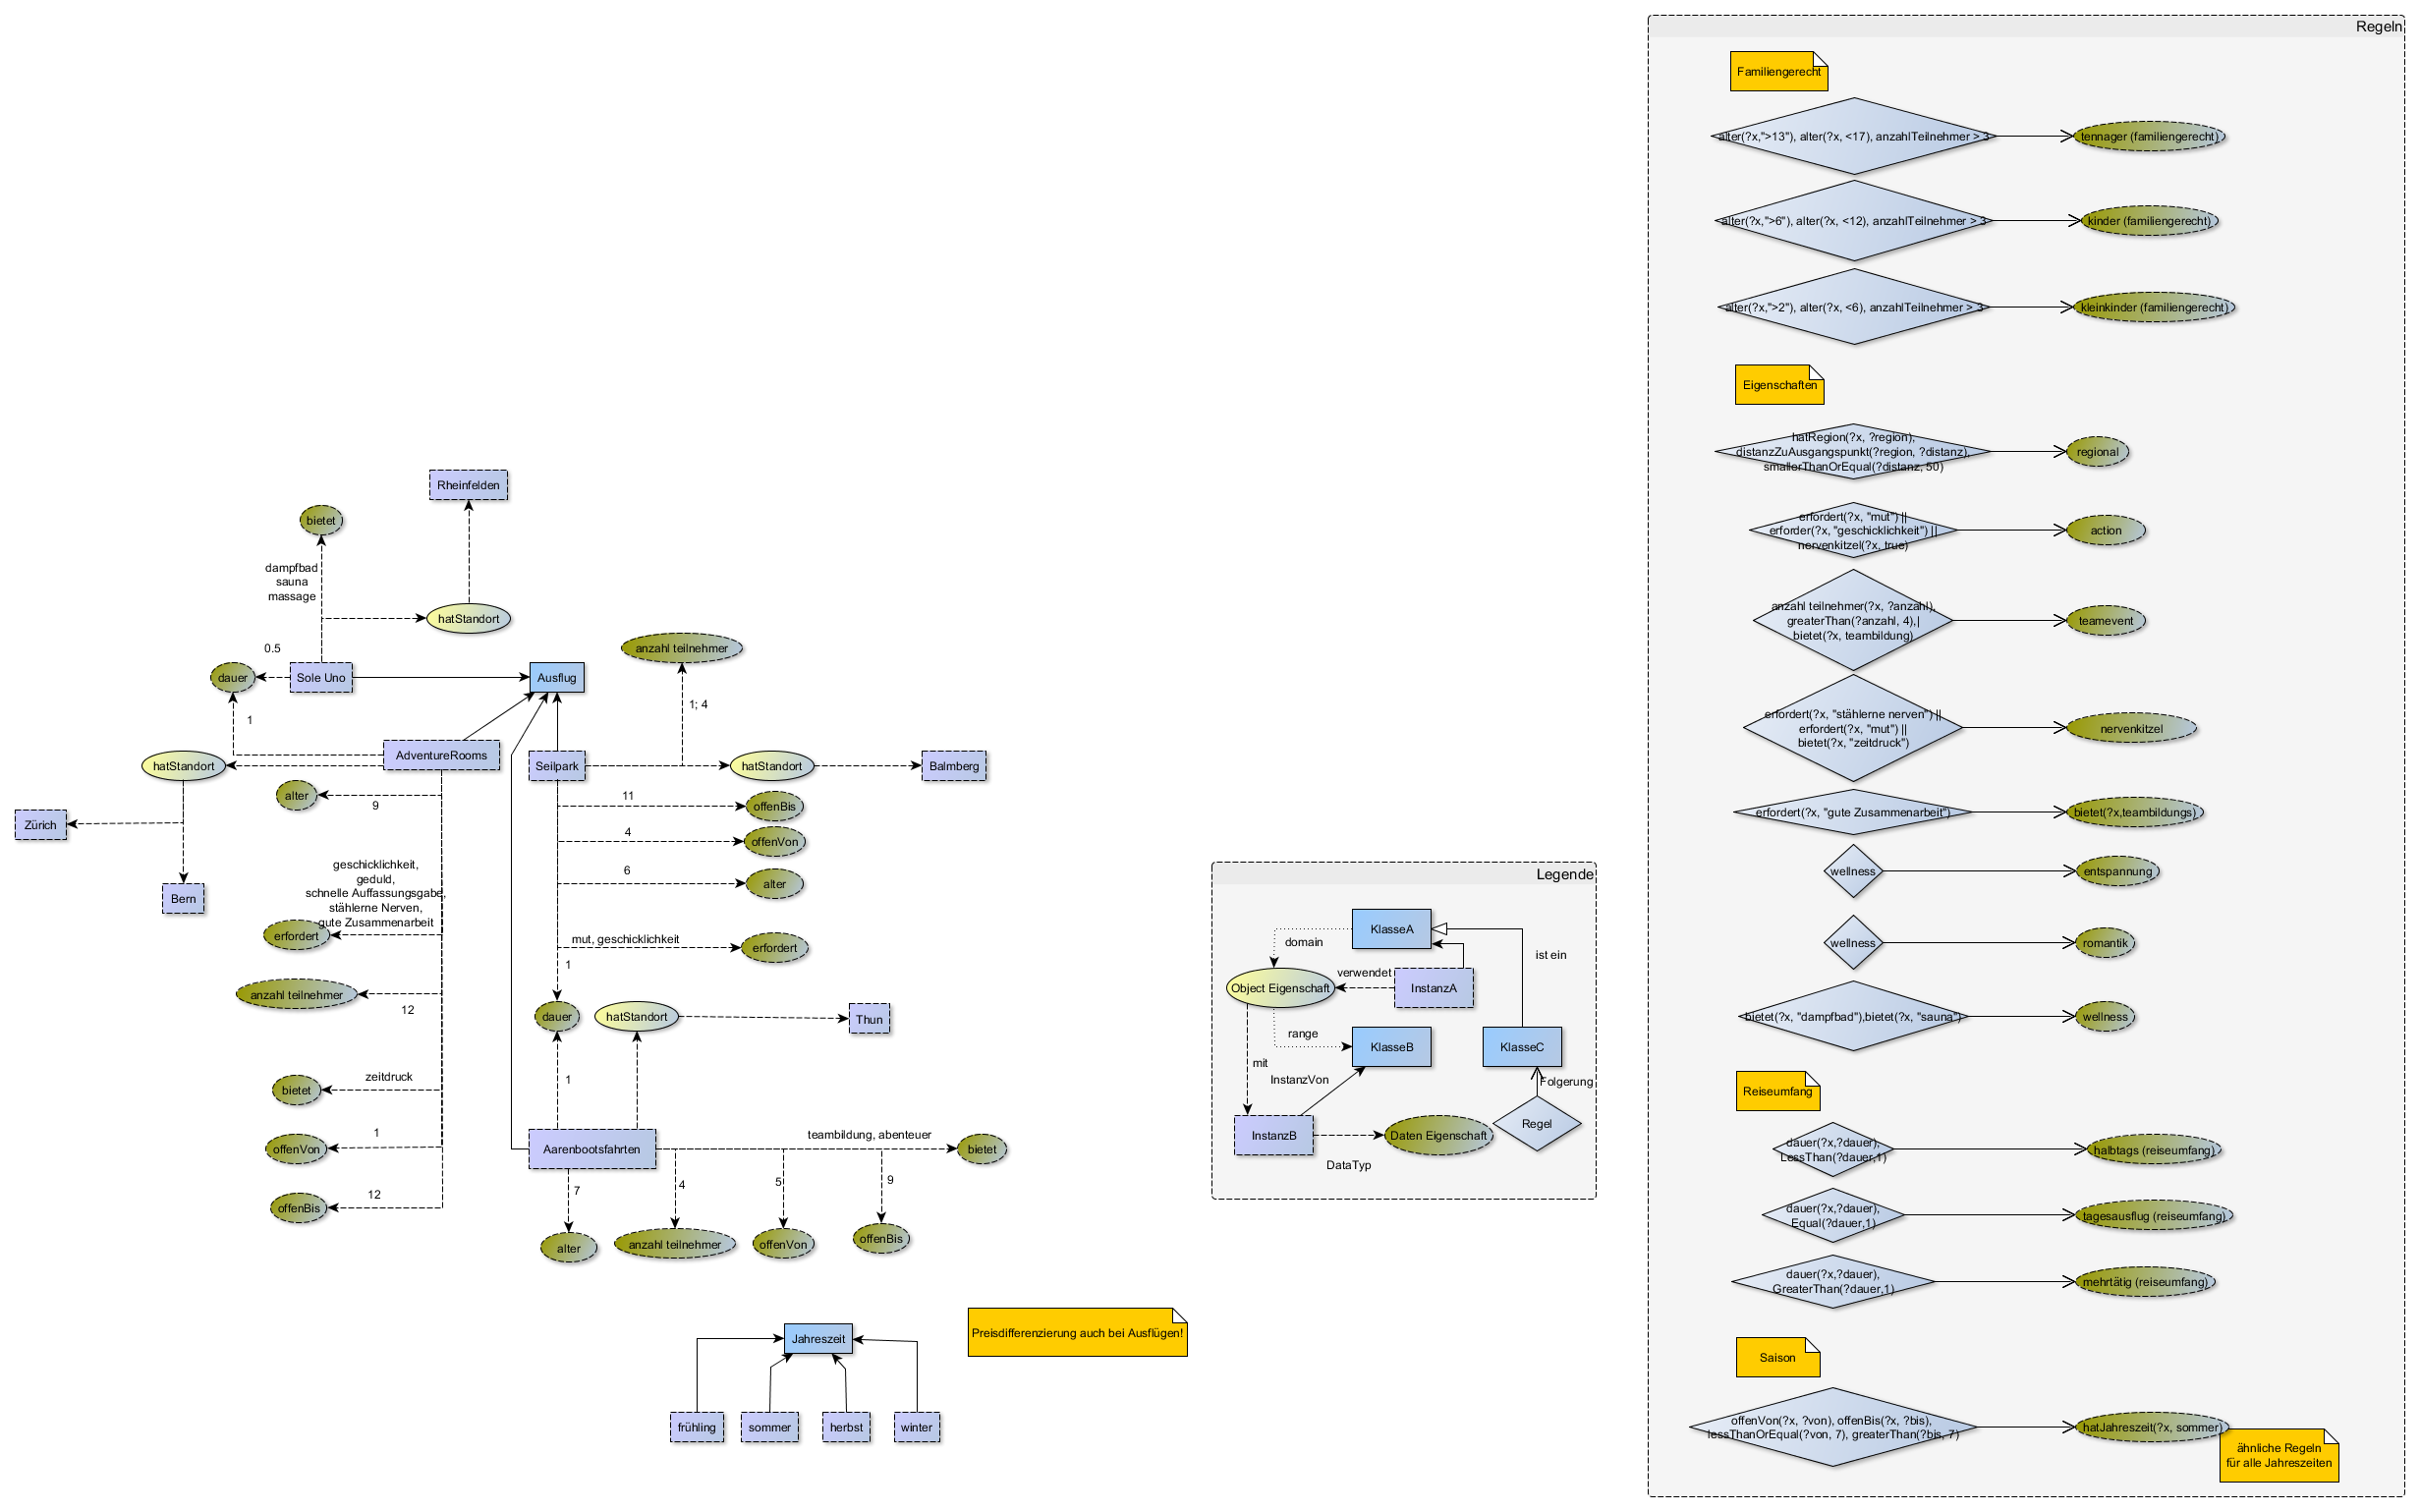 Rheinfelden
bietet
dampfbad
sauna
massage
hatStandort
0.5
dauer
Sole Uno
Ausflug
anzahl teilnehmer
1; 4
1
AdventureRooms
hatStandort
Seilpark
hatStandort
Balmberg
alter
9
11
offenBis
Zürich
4
offenVon
6
alter
Bern
geschicklichkeit,
geduld,
schnelle Auffassungsgabe,
stählerne Nerven,
gute Zusammenarbeit
erfordert
mut, geschicklichkeit
erfordert
1
anzahl teilnehmer
12
dauer
hatStandort
Thun
bietet
zeitdruck
1
offenVon
1
Aarenbootsfahrten
teambildung, abenteuer
bietet
offenBis
12
7
4
5
9
alter
anzahl teilnehmer
offenVon
offenBis
Jahreszeit
Preisdifferenzierung auch bei Ausflügen!
frühling
sommer
herbst
winter
Legende
KlasseA
domain
ist ein
verwendet
Object Eigenschaft
InstanzA
range
KlasseB
KlasseC
mit
InstanzVon
Folgerung
Regel
InstanzB
Daten Eigenschaft
DataTyp
Regeln
Familiengerecht
alter(?x,">13"), alter(?x, <17), anzahlTeilnehmer > 3
tennager (familiengerecht)
alter(?x,">6"), alter(?x, <12), anzahlTeilnehmer > 3
kinder (familiengerecht)
alter(?x,">2"), alter(?x, <6), anzahlTeilnehmer > 3
kleinkinder (familiengerecht)
Eigenschaften
hatRegion(?x, ?region),
distanzZuAusgangspunkt(?region, ?distanz),
smallorThanOrEqual(?distanz, 50)
regional
erfordert(?x, "mut") ||
erforder(?x, "geschicklichkeit") ||
nervenkitzel(?x, true)
action
anzahl teilnehmer(?x, ?anzahl),
greaterThan(?anzahl, 4),|
bietet(?x, teambildung)
teamevent
erfordert(?x, "stählerne nerven") ||
erfordert(?x, "mut") ||
bietet(?x, "zeitdruck")
nervenkitzel
erfordert(?x, "gute Zusammenarbeit")
bietet(?x,teambildungs)
wellness
entspannung
wellness
romantik
bietet(?x, "dampfbad"),bietet(?x, "sauna")
wellness
Reiseumfang
dauer(?x,?dauer),
LessThan(?dauer,1)
halbtags (reiseumfang)
dauer(?x,?dauer),
Equal(?dauer,1)
tagesausflug (reiseumfang)
dauer(?x,?dauer),
GreaterThan(?dauer,1)
mehrtätig (reiseumfang)
Saison
offenVon(?x, ?von), offenBis(?x, ?bis),
lessThanOrEqual(?von, 7), greaterThan(?bis, 7)
hatJahreszeit(?x, sommer)
ähnliche Regeln
für alle Jahreszeiten